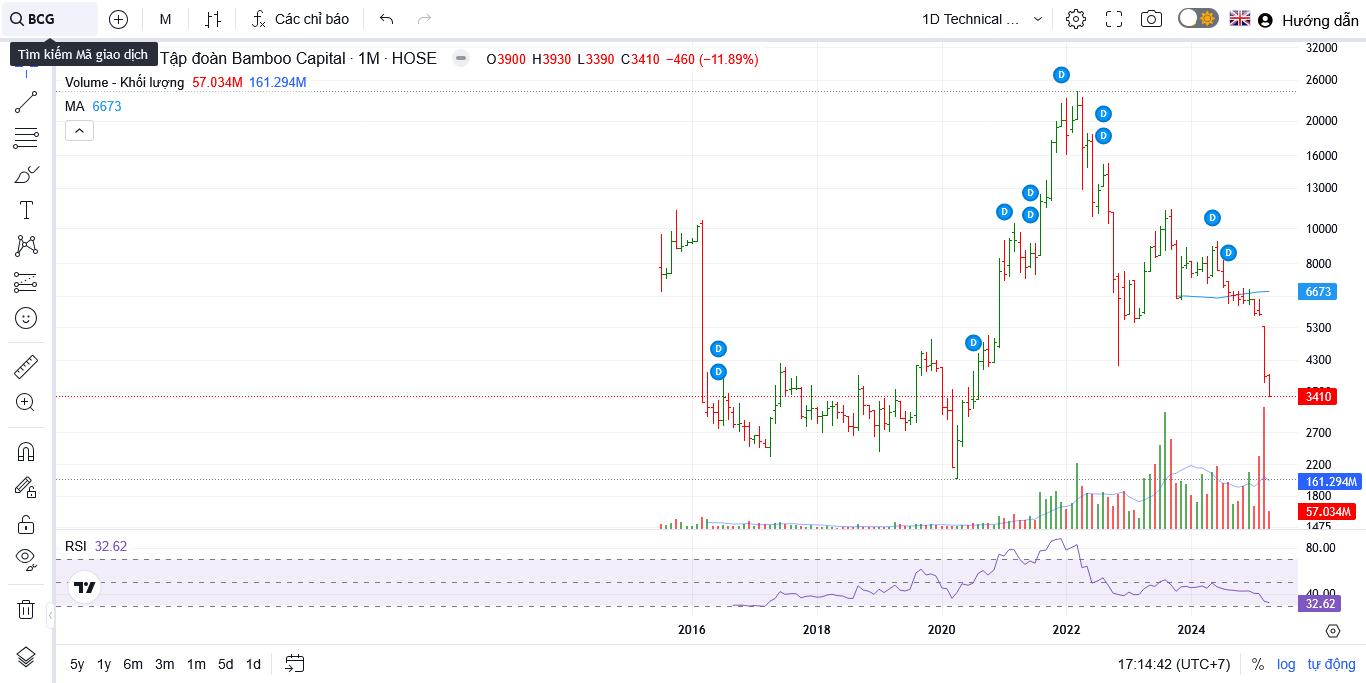 BCG
M
Các chỉ báo
1D Technical ...
Hướng dẫn
Tìm kiếm Mã giao dịch
Tập đoàn Bamboo Capital · 1M · HOSE
O3900 H3930 L3390 C3410 −460 (−11.89%)
Volume - Khối lượng 57.034M 161.294M
MA 6673
32000
26000
20000
16000
13000
10000
8000
6673
5300
4300
3410
2700
2200
161.294M
1800
57.034M
1475
D
D
D
D
D
D
D
D
D
D
D
RSI 32.62
80.00
40.00
32.62
2016
2018
2020
2022
2024
5y 1y 6m 3m 1m 5d 1d
17:14:42 (UTC+7)
% log tự động